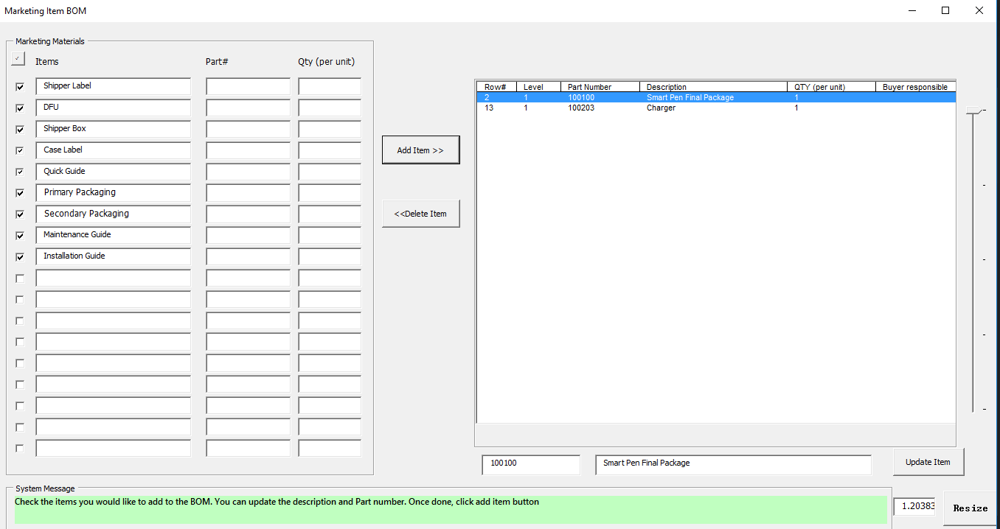 Marketing Item BOM
Marketing Materials
Items Part# Qty (per unit)
Shipper Label
DFU
Shipper Box
Case Label
Quick Guide
Primary Packaging
Secondary Packaging
Maintenance Guide
Installation Guide
Add Item >>
<<Delete Item
Row# Level Part Number Description QTY (per unit) Buyer responsible
2 1 100100 Smart Pen Final Package 1
13 1 100203 Charger 1
100100 Smart Pen Final Package Update Item
System Message
Check the items you would like to add to the BOM. You can update the description and Part number. Once done, click add item button
1.20383 Resize